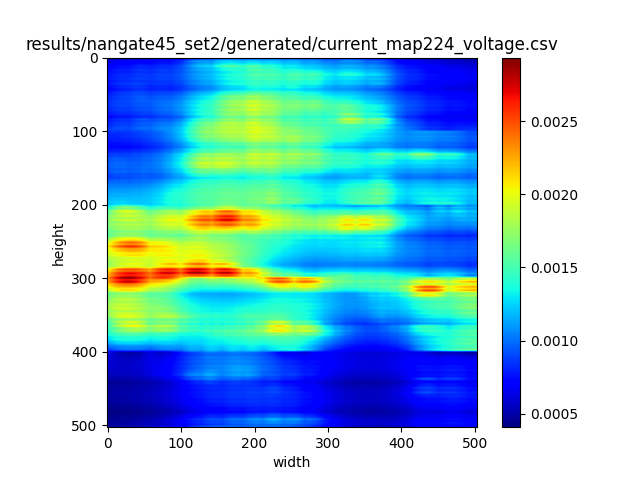 results/nangate45_set2/generated/current_map224_voltage.csv
0
100
200
300
400
500
height
0 100 200 300 400 500
width
0.0025
0.0020
0.0015
0.0010
0.0005